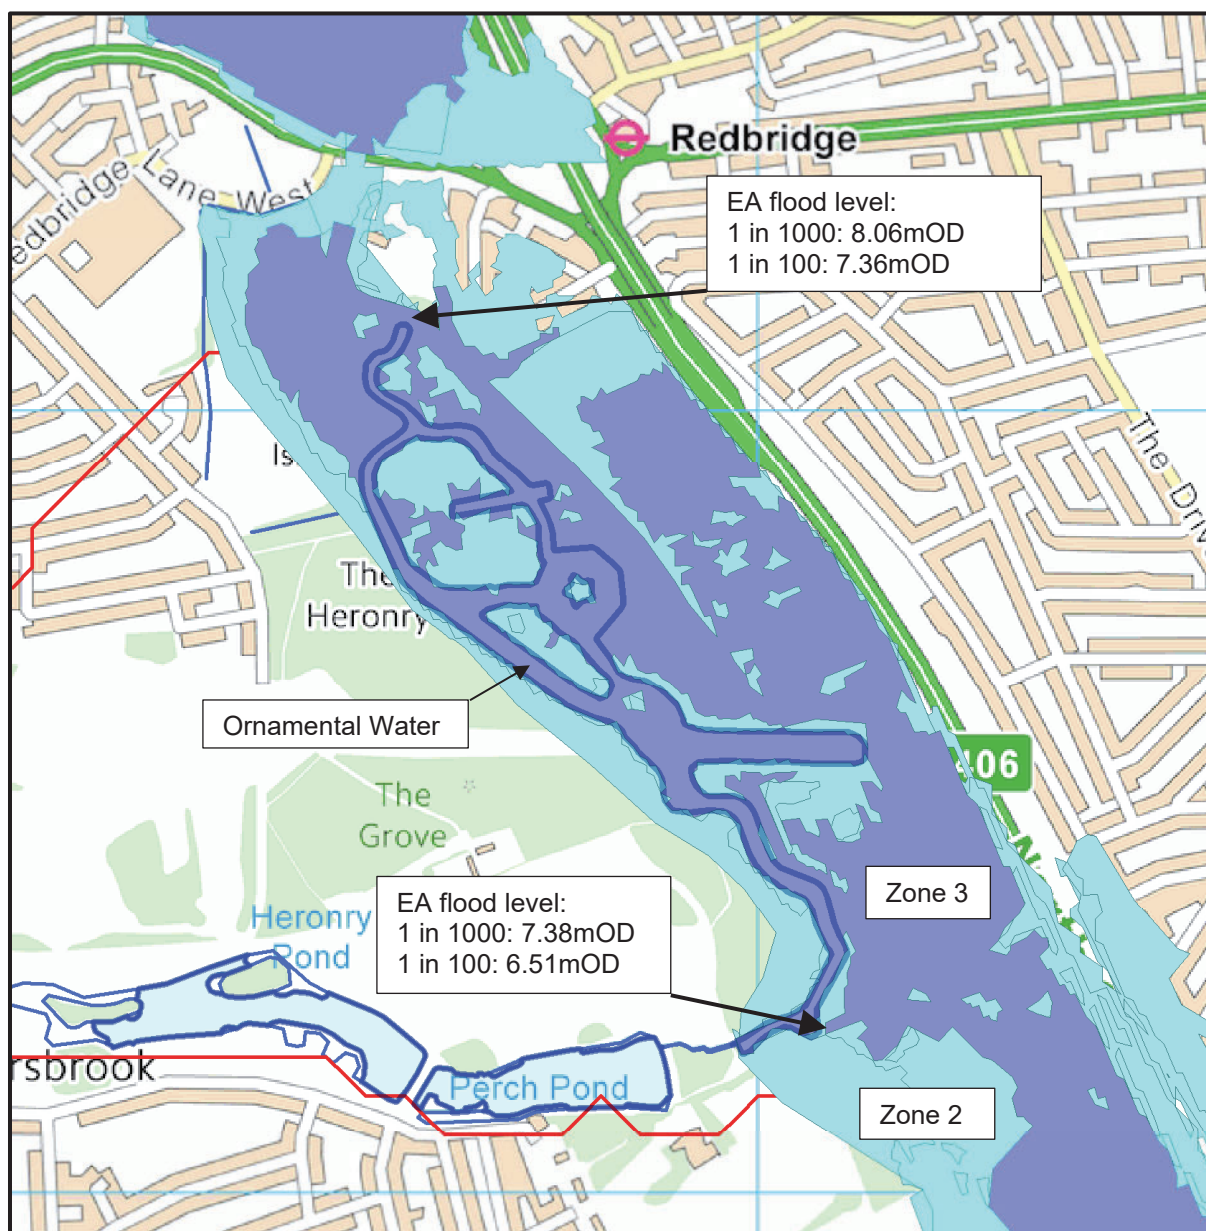 Redbridge
edbridge Lane West
EA flood level:
1 in 1000: 8.06mOD
1 in 100: 7.36mOD
The Driv
Is
The
Heronry
Ornamental Water
406
The
Grove
Zone 3
EA flood level:
1 in 1000: 7.38mOD
1 in 100: 6.51mOD
Heronry
Pond
rsbrook
Perch Pond
Zone 2